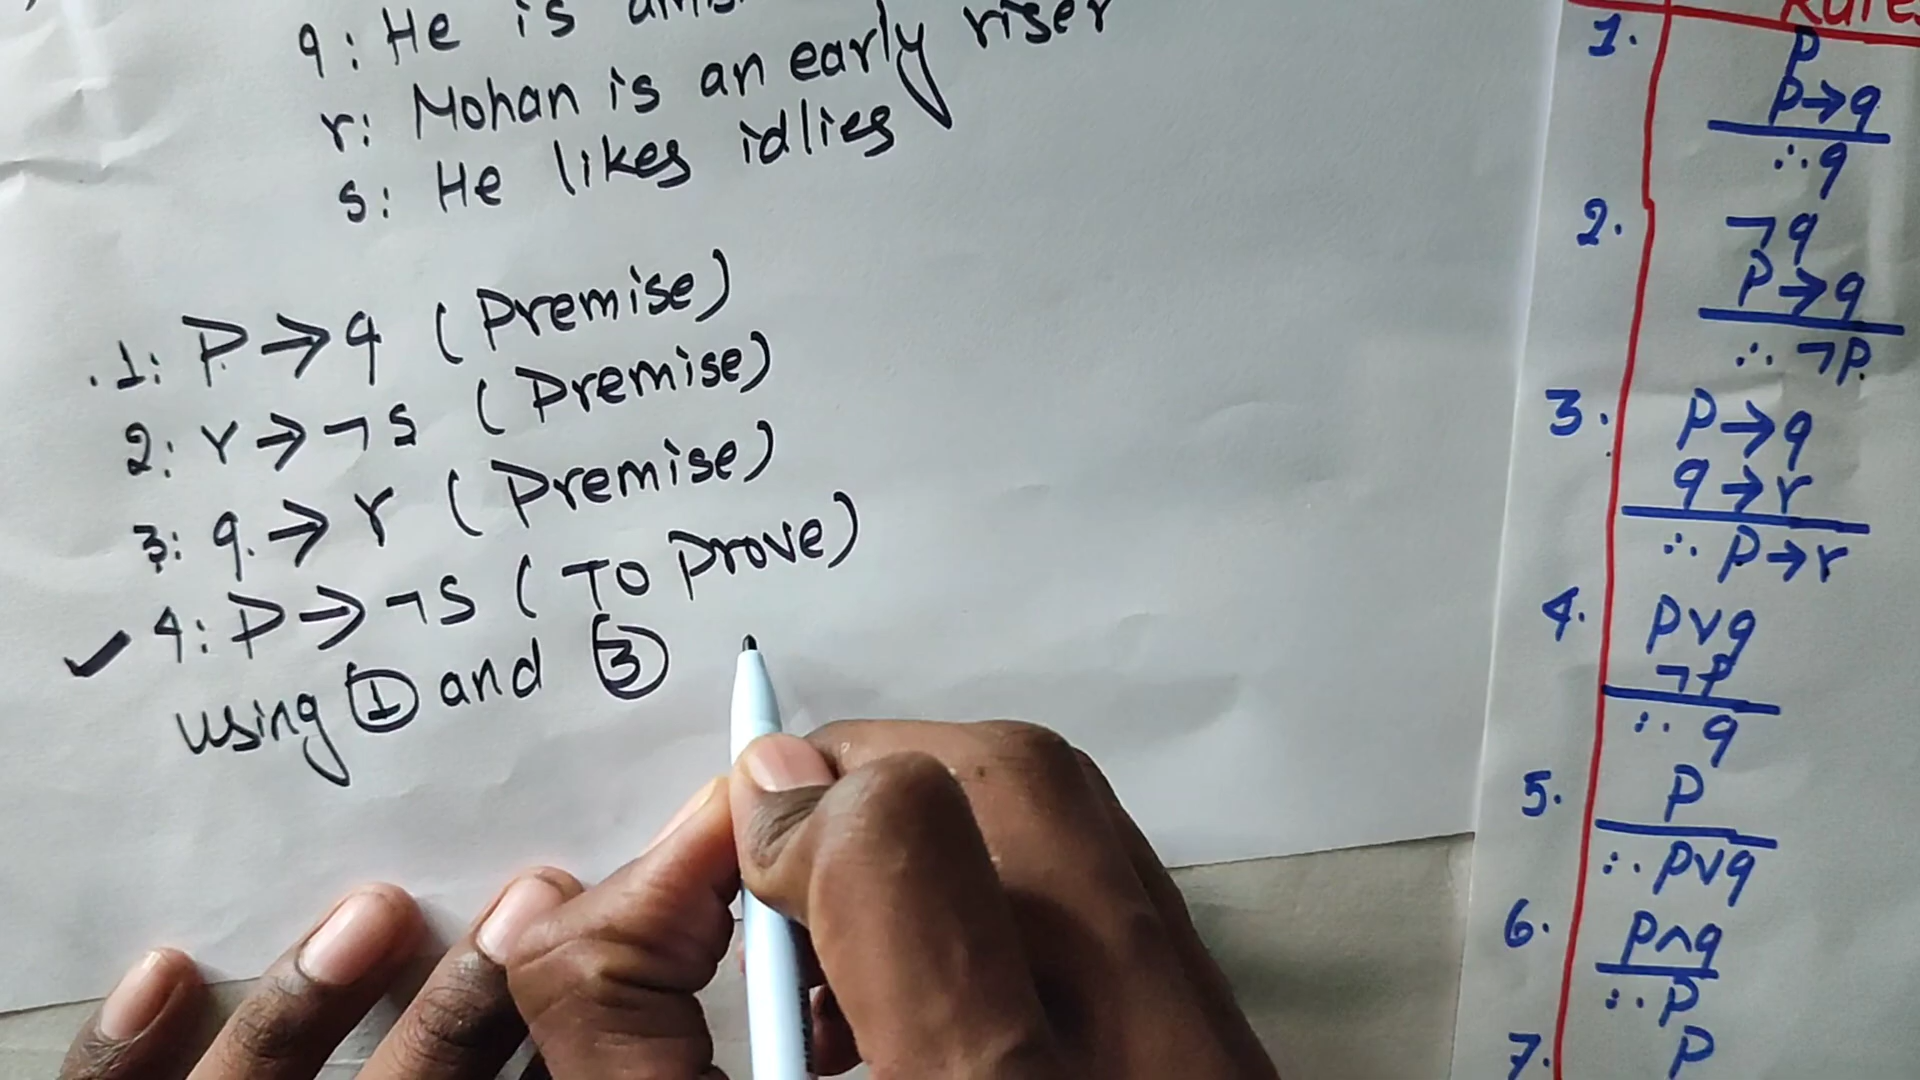 q: He is
r: Mohan is an early riser
s: He likes idlies
1: P → q (Premise)
2: r → ¬s (Premise)
3: q → r (Premise)
✓ 4: P → ¬s (To Prove)
using ① and ③
Rules
1. P
P→q
∴ q
2. ¬q
P→q
∴ ¬P
3. P→q
q→r
∴ P→r
4. P∨q
¬P
∴ q
5. P
∴ P∨q
6. P∧q
∴ P
7. P